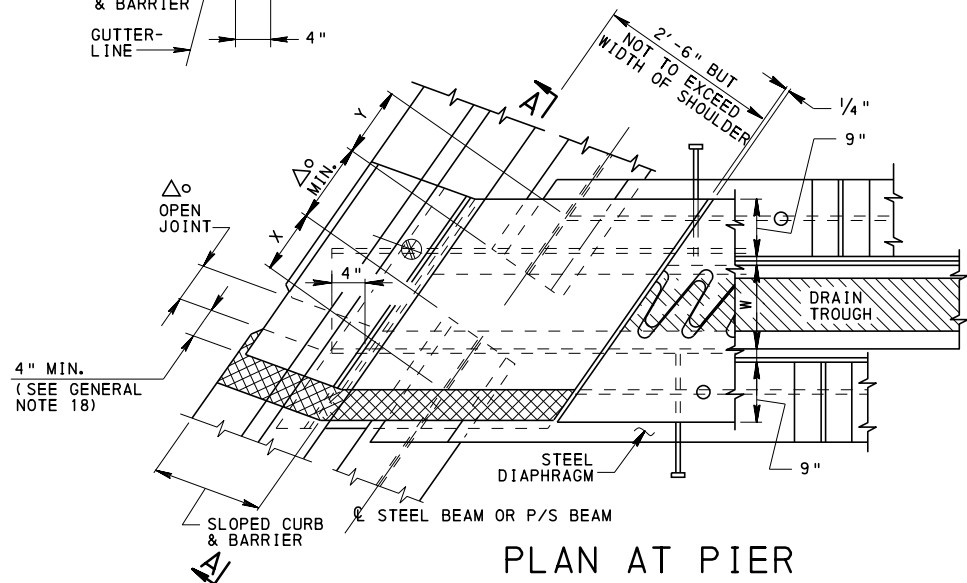 & BARRIER
GUTTER-
LINE
4"
2'-6" BUT
NOT TO EXCEED
WIDTH OF SHOULDER
1/4"
9"
A
Y
△°
MIN.
X
△°
OPEN
JOINT
4"
W
DRAIN
TROUGH
4" MIN.
(SEE GENERAL
NOTE 18)
STEEL
DIAPHRAGM
9"
℄ STEEL BEAM OR P/S BEAM
SLOPED CURB
& BARRIER
A
PLAN AT PIER